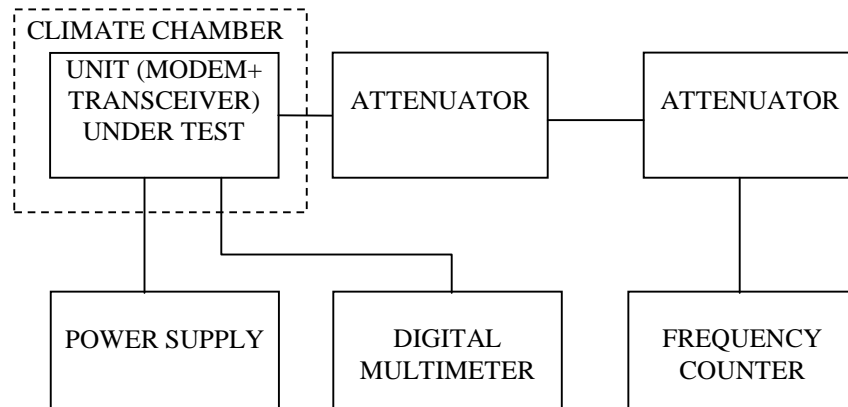 CLIMATE CHAMBER
UNIT (MODEM+
TRANSCEIVER)
UNDER TEST
ATTENUATOR
ATTENUATOR
POWER SUPPLY
DIGITAL
MULTIMETER
FREQUENCY
COUNTER